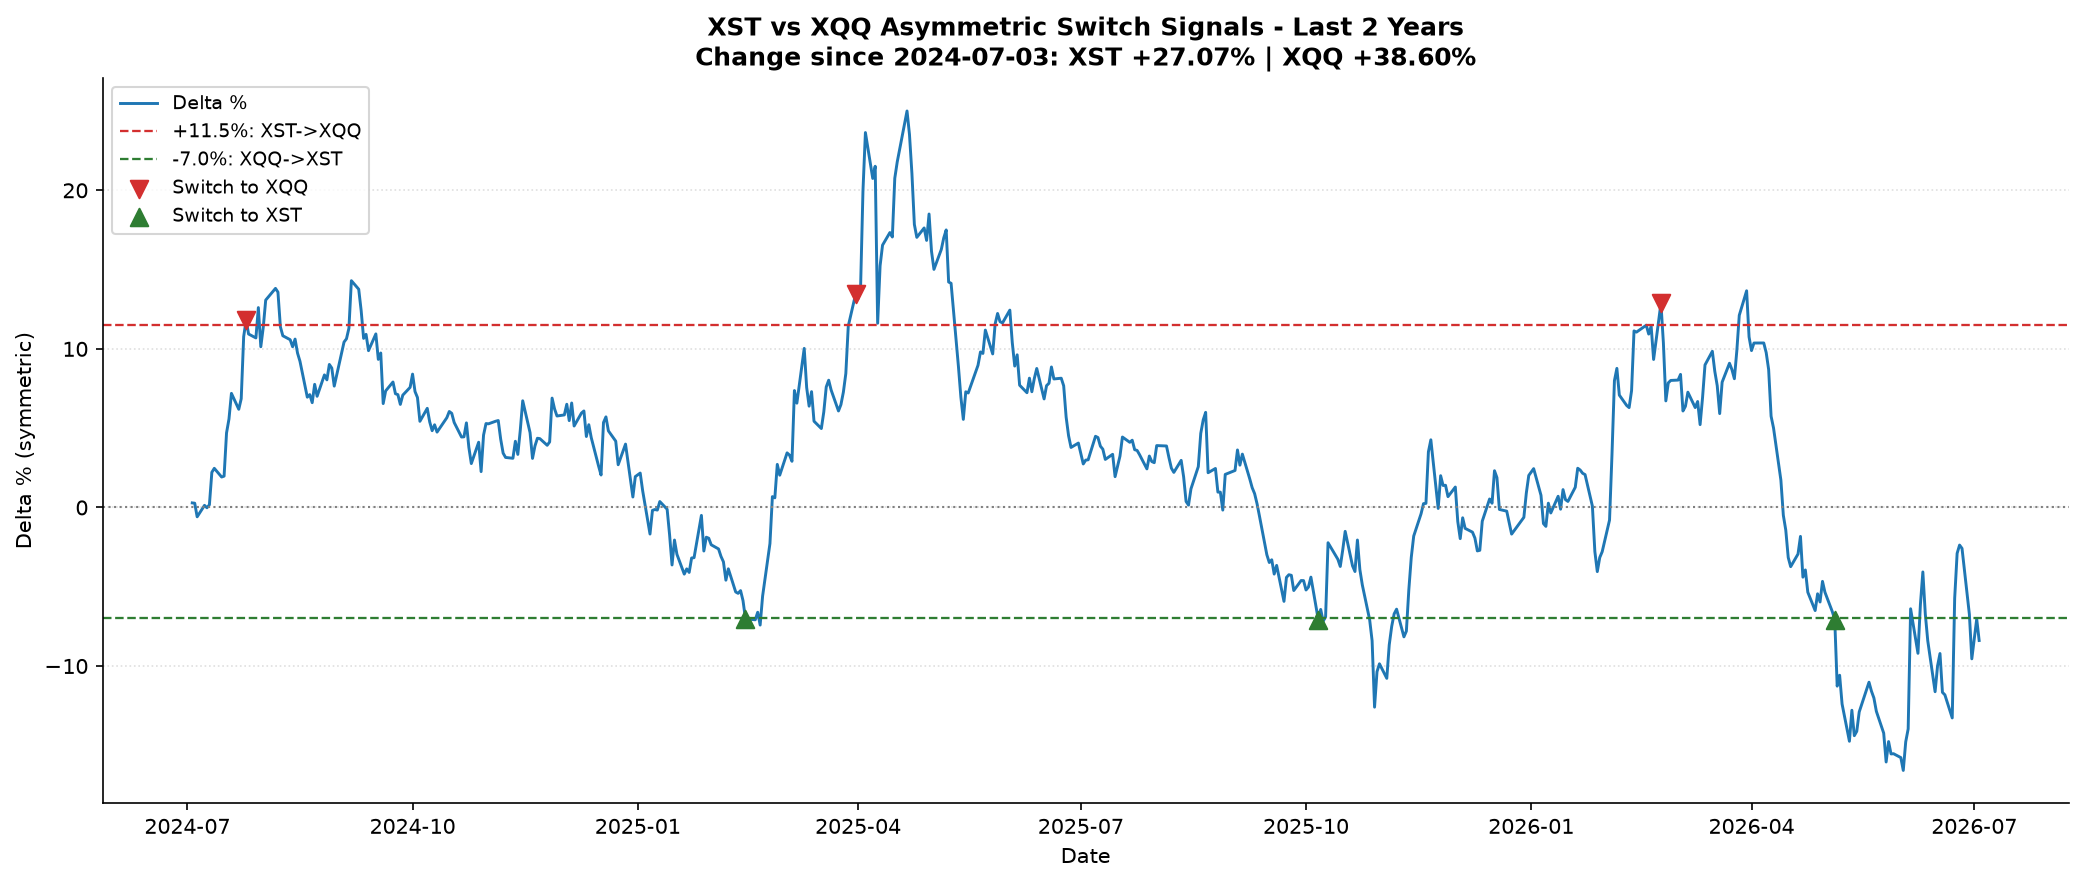 XST vs XQQ Asymmetric Switch Signals - Last 2 Years
Change since 2024-07-03: XST +27.07% | XQQ +38.60%
Delta %
+11.5%: XST->XQQ
-7.0%: XQQ->XST
Switch to XQQ
Switch to XST
Delta % (symmetric)
20
10
0
−10
2024-07
2024-10
2025-01
2025-04
2025-07
2025-10
2026-01
2026-04
2026-07
Date